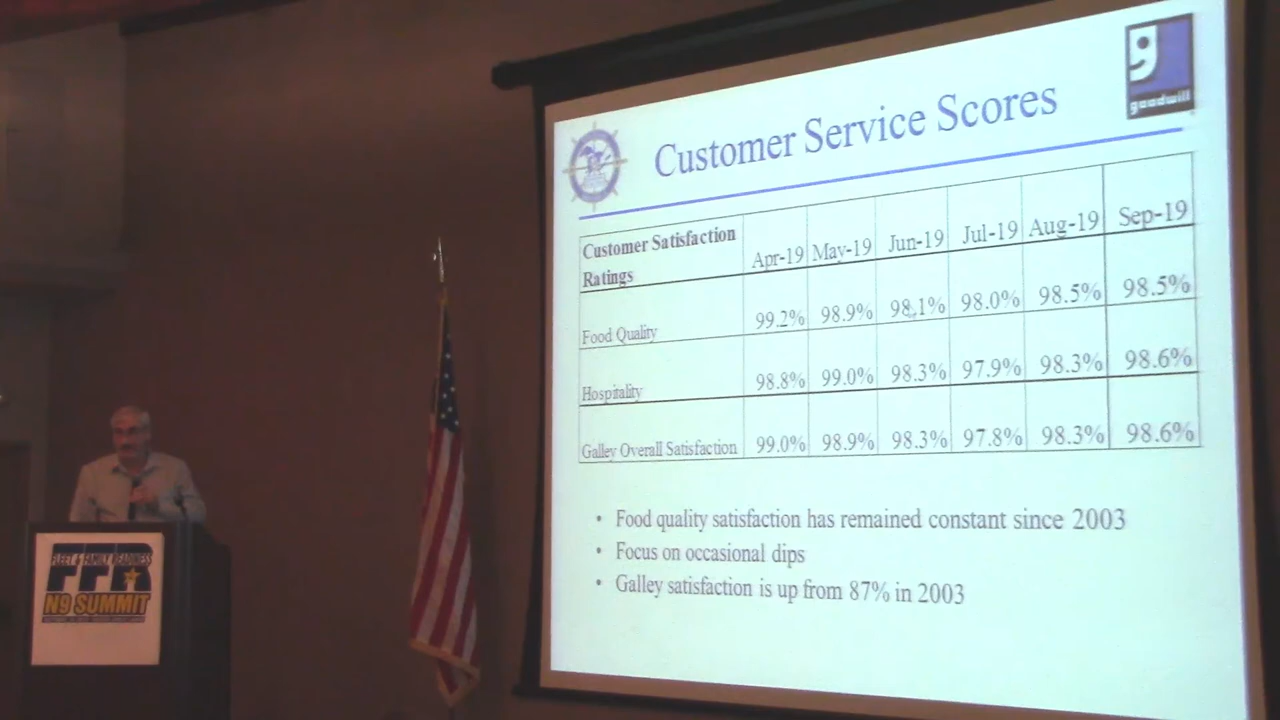 goodwill
Customer Service Scores
Customer Satisfaction Ratings Apr-19 May-19 Jun-19 Jul-19 Aug-19 Sep-19
Food Quality 99.2% 98.9% 98.1% 98.0% 98.5% 98.5%
Hospitality 98.8% 99.0% 98.3% 97.9% 98.3% 98.6%
Galley Overall Satisfaction 99.0% 98.9% 98.3% 97.8% 98.3% 98.6%
• Food quality satisfaction has remained constant since 2003
• Focus on occasional dips
• Galley satisfaction is up from 87% in 2003
FLEET & FAMILY READINESS
FFR
N9 SUMMIT